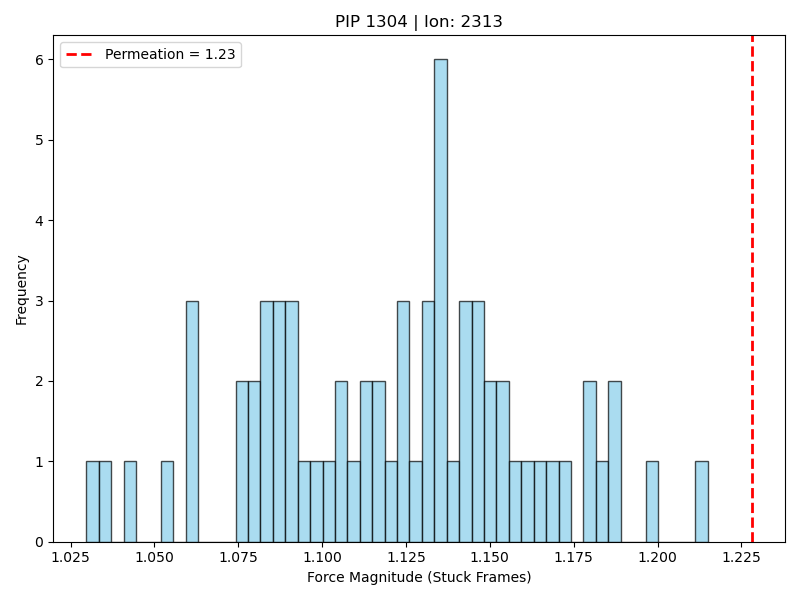 PIP 1304 | Ion: 2313
Permeation = 1.23
6
5
4
3
2
1
0
Frequency
1.025 1.050 1.075 1.100 1.125 1.150 1.175 1.200 1.225
Force Magnitude (Stuck Frames)